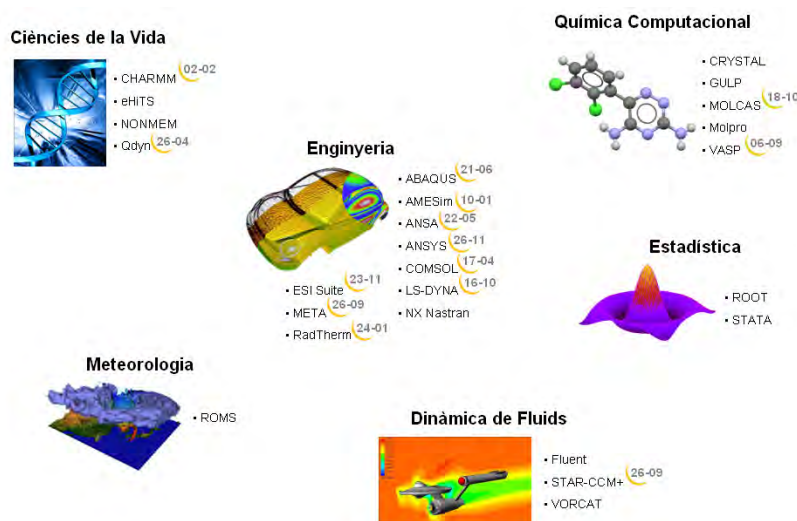 Ciències de la Vida
• CHARMM 02-02
• eHiTS
• NONMEM
• Qdyn 26-04
Química Computacional
• CRYSTAL
• GULP
• MOLCAS 18-10
• Molpro
• VASP 06-09
Enginyeria
• ABAQUS 21-06
• AMESim 10-01
• ANSA 22-05
• ANSYS 26-11
• COMSOL 17-04
• LS-DYNA 16-10
• NX Nastran
• ESI Suite 23-11
• META 26-09
• RadTherm 24-01
Estadística
• ROOT
• STATA
Meteorologia
• ROMS
Dinàmica de Fluids
• Fluent
• STAR-CCM+ 26-09
• VORCAT